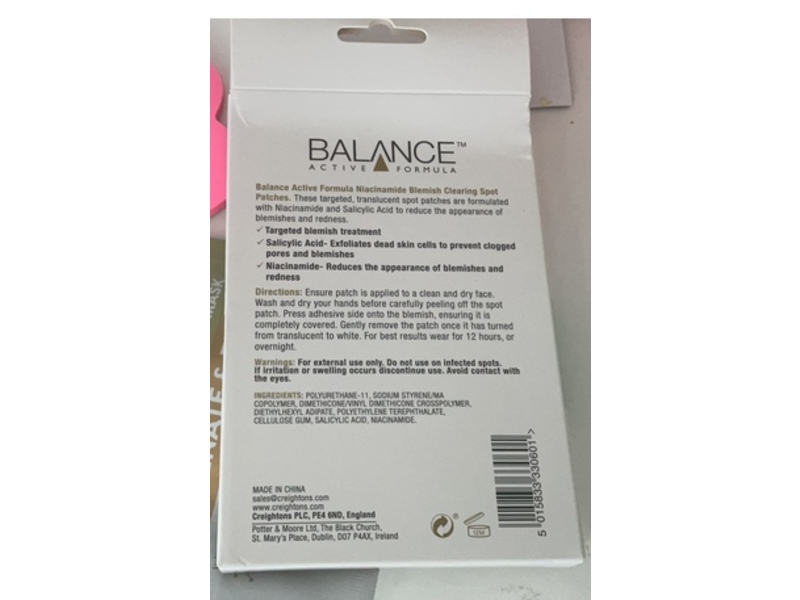 BALANCE™
ACTIVE FORMULA
Balance Active Formula Niacinamide Blemish Clearing Spot
Patches. These targeted, translucent spot patches are formulated
with Niacinamide and Salicylic Acid to reduce the appearance of
blemishes and redness.
✓ Targeted blemish treatment
✓ Salicylic Acid- Exfoliates dead skin cells to prevent clogged
pores and blemishes
✓ Niacinamide- Reduces the appearance of blemishes and
redness
Directions: Ensure patch is applied to a clean and dry face.
Wash and dry your hands before carefully peeling off the spot
patch. Press adhesive side onto the blemish, ensuring it is
completely covered. Gently remove the patch once it has turned
from translucent to white. For best results wear for 12 hours, or
overnight.
Warnings: For external use only. Do not use on infected spots.
If irritation or swelling occurs discontinue use. Avoid contact with
the eyes.
INGREDIENTS: POLYURETHANE-11, SODIUM STYRENE/MA
COPOLYMER, DIMETHICONE/VINYL DIMETHICONE CROSSPOLYMER,
DIETHYLHEXYL ADIPATE, POLYETHYLENE TEREPHTHALATE,
CELLULOSE GUM, SALICYLIC ACID, NIACINAMIDE.
MADE IN CHINA
sales@creightons.com
www.creightons.com
Creightons PLC, PE4 6ND, England
Potter & Moore Ltd, The Black Church,
St. Mary's Place, Dublin, D07 P4AX, Ireland
12M
5 015833 330601 >
MASK